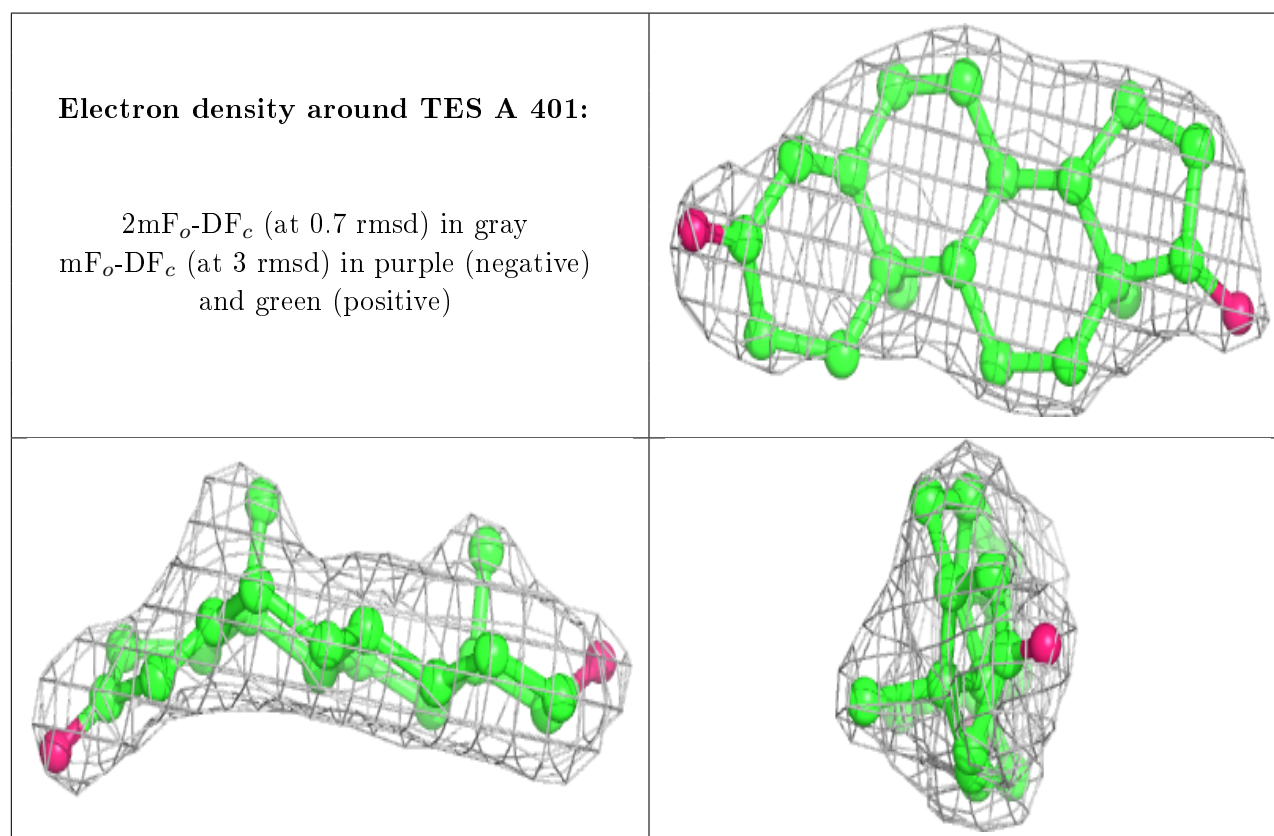 Electron density around TES A 401:
2mFₒ-DF𝒸 (at 0.7 rmsd) in gray
mFₒ-DF𝒸 (at 3 rmsd) in purple (negative)
and green (positive)